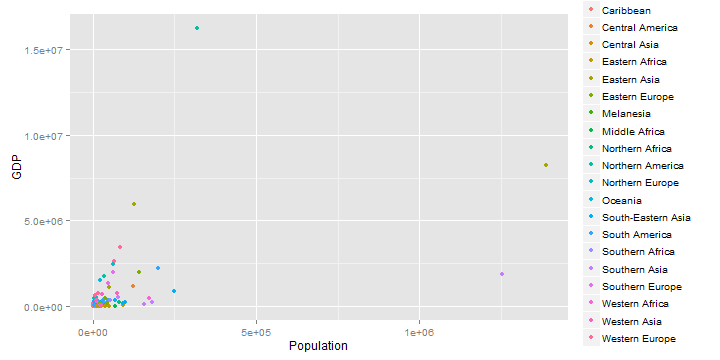 GDP
1.5e+07
1.0e+07
5.0e+06
0.0e+00
0e+00
5e+05
1e+06
Population
Caribbean
Central America
Central Asia
Eastern Africa
Eastern Asia
Eastern Europe
Melanesia
Middle Africa
Northern Africa
Northern America
Northern Europe
Oceania
South-Eastern Asia
South America
Southern Africa
Southern Asia
Southern Europe
Western Africa
Western Asia
Western Europe